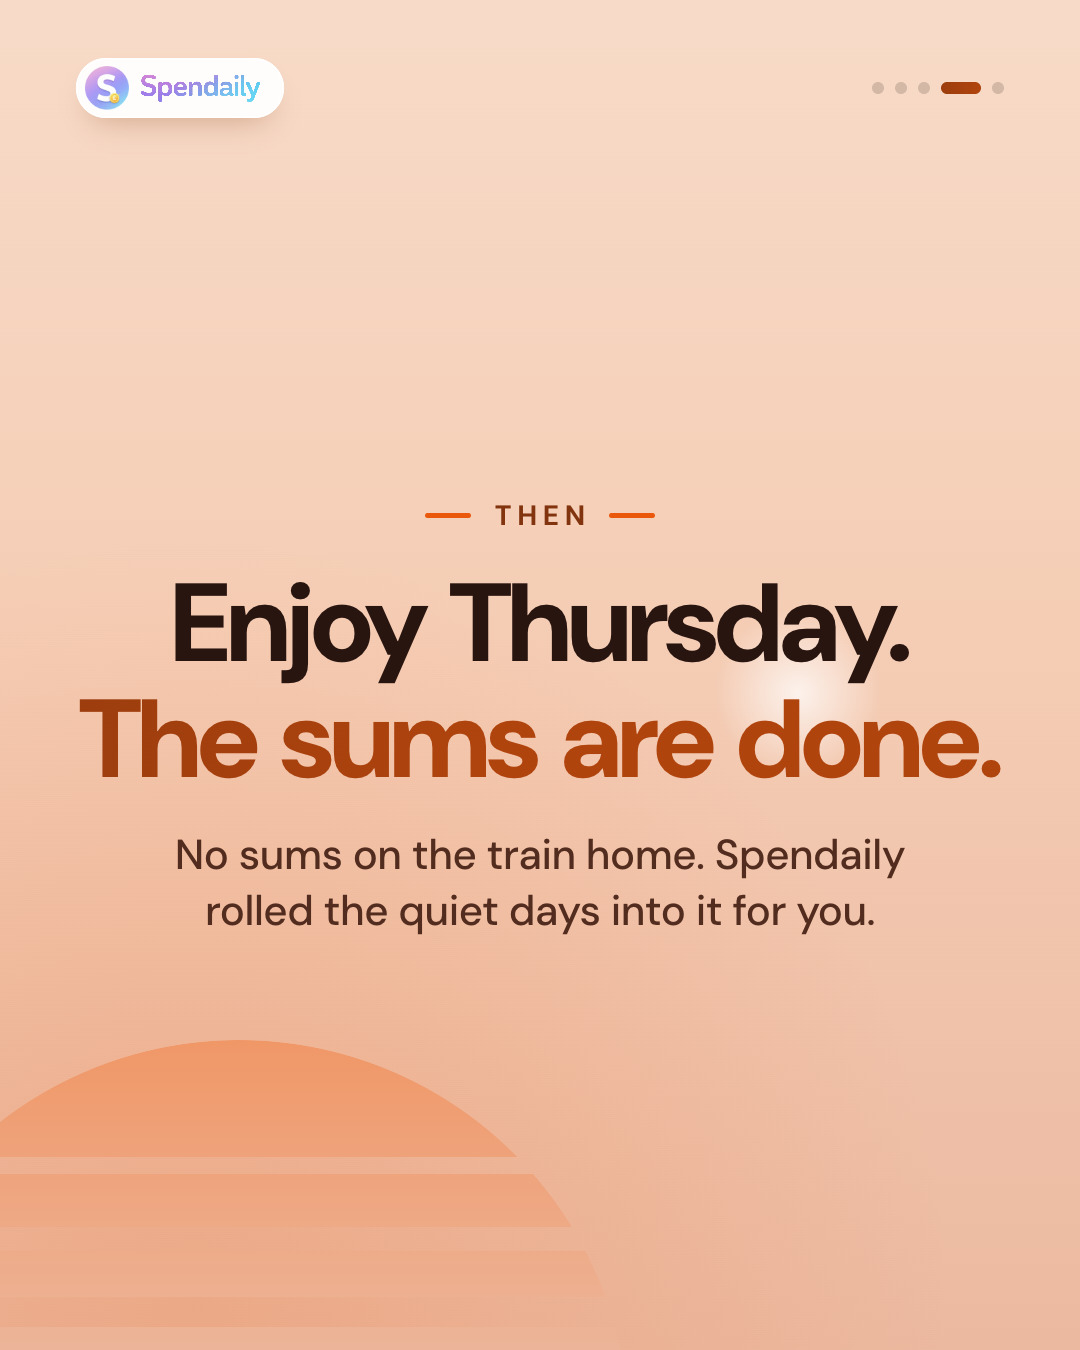 Spendaily
THEN
Enjoy Thursday.
The sums are done.
No sums on the train home. Spendaily
rolled the quiet days into it for you.